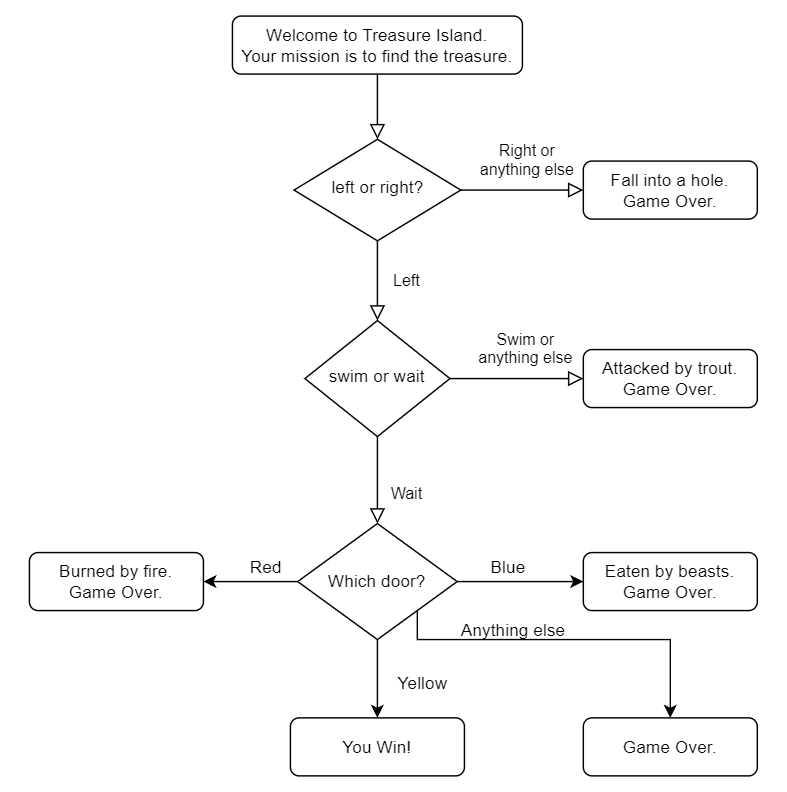 Welcome to Treasure Island.
Your mission is to find the treasure.
left or right?
Right or
anything else
Fall into a hole.
Game Over.
Left
swim or wait
Swim or
anything else
Attacked by trout.
Game Over.
Wait
Burned by fire.
Game Over.
Red
Which door?
Blue
Eaten by beasts.
Game Over.
Anything else
Yellow
You Win!
Game Over.